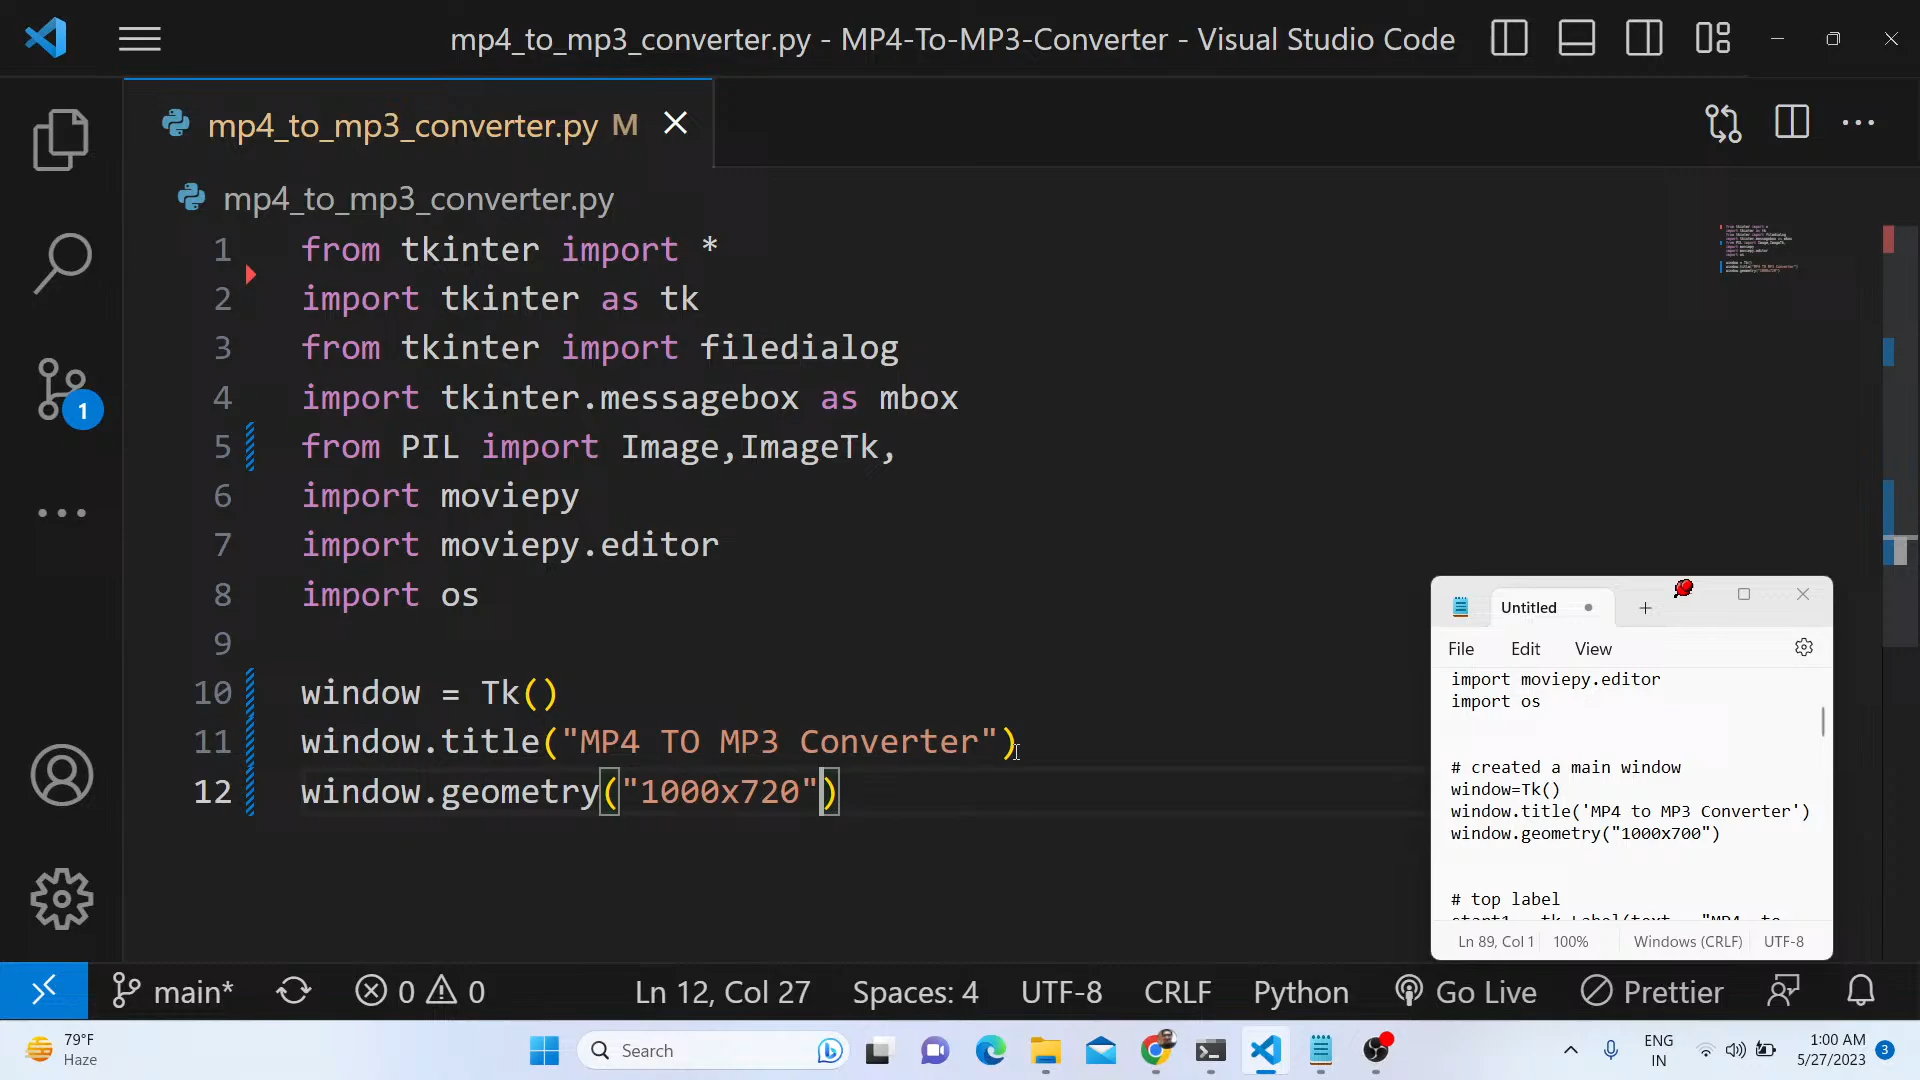 mp4_to_mp3_converter.py - MP4-To-MP3-Converter - Visual Studio Code
mp4_to_mp3_converter.py M
mp4_to_mp3_converter.py
1 from tkinter import *
2 import tkinter as tk
3 from tkinter import filedialog
4 import tkinter.messagebox as mbox
5 from PIL import Image,ImageTk,
6 import moviepy
7 import moviepy.editor
8 import os
9
10 window = Tk()
11 window.title("MP4 TO MP3 Converter")
12 window.geometry("1000x720")
1
Untitled
File Edit View
import moviepy.editor
import os
# created a main window
window=Tk()
window.title('MP4 to MP3 Converter')
window.geometry("1000x700")
# top label
Ln 89, Col 1 100% Windows (CRLF) UTF-8
main* 0 0 Ln 12, Col 27 Spaces: 4 UTF-8 CRLF Python Go Live Prettier
79°F
Haze
Search
ENG
IN
1:00 AM
5/27/2023
3